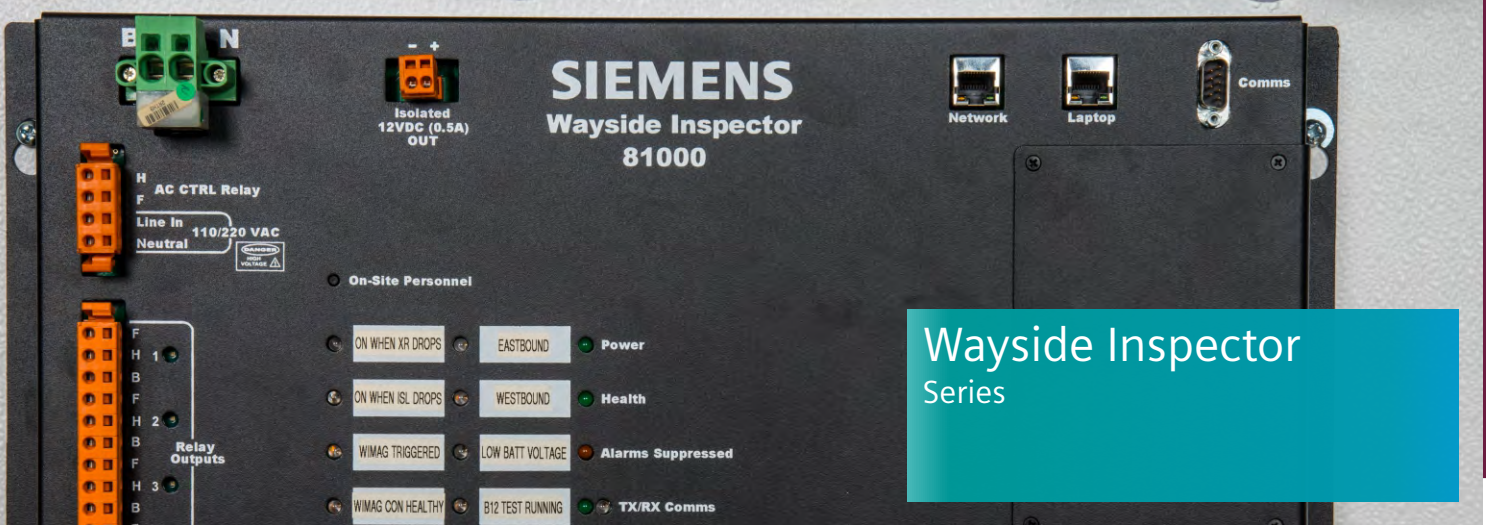 B N
- +
Isolated
12VDC (0.5A)
OUT
SIEMENS
Wayside Inspector
81000
Network
Laptop
Comms
H
AC CTRL Relay
F
Line In
110/220 VAC
Neutral
DANGER
HIGH
VOLTAGE
On-Site Personnel
F
H 1
B
F
H 2
B
F
H 3
B
Relay
Outputs
ON WHEN XR DROPS
EASTBOUND
Power
ON WHEN ISL DROPS
WESTBOUND
Health
WIMAG TRIGGERED
LOW BATT VOLTAGE
Alarms Suppressed
WIMAG CON HEALTHY
B12 TEST RUNNING
TX/RX Comms
Wayside Inspector
Series